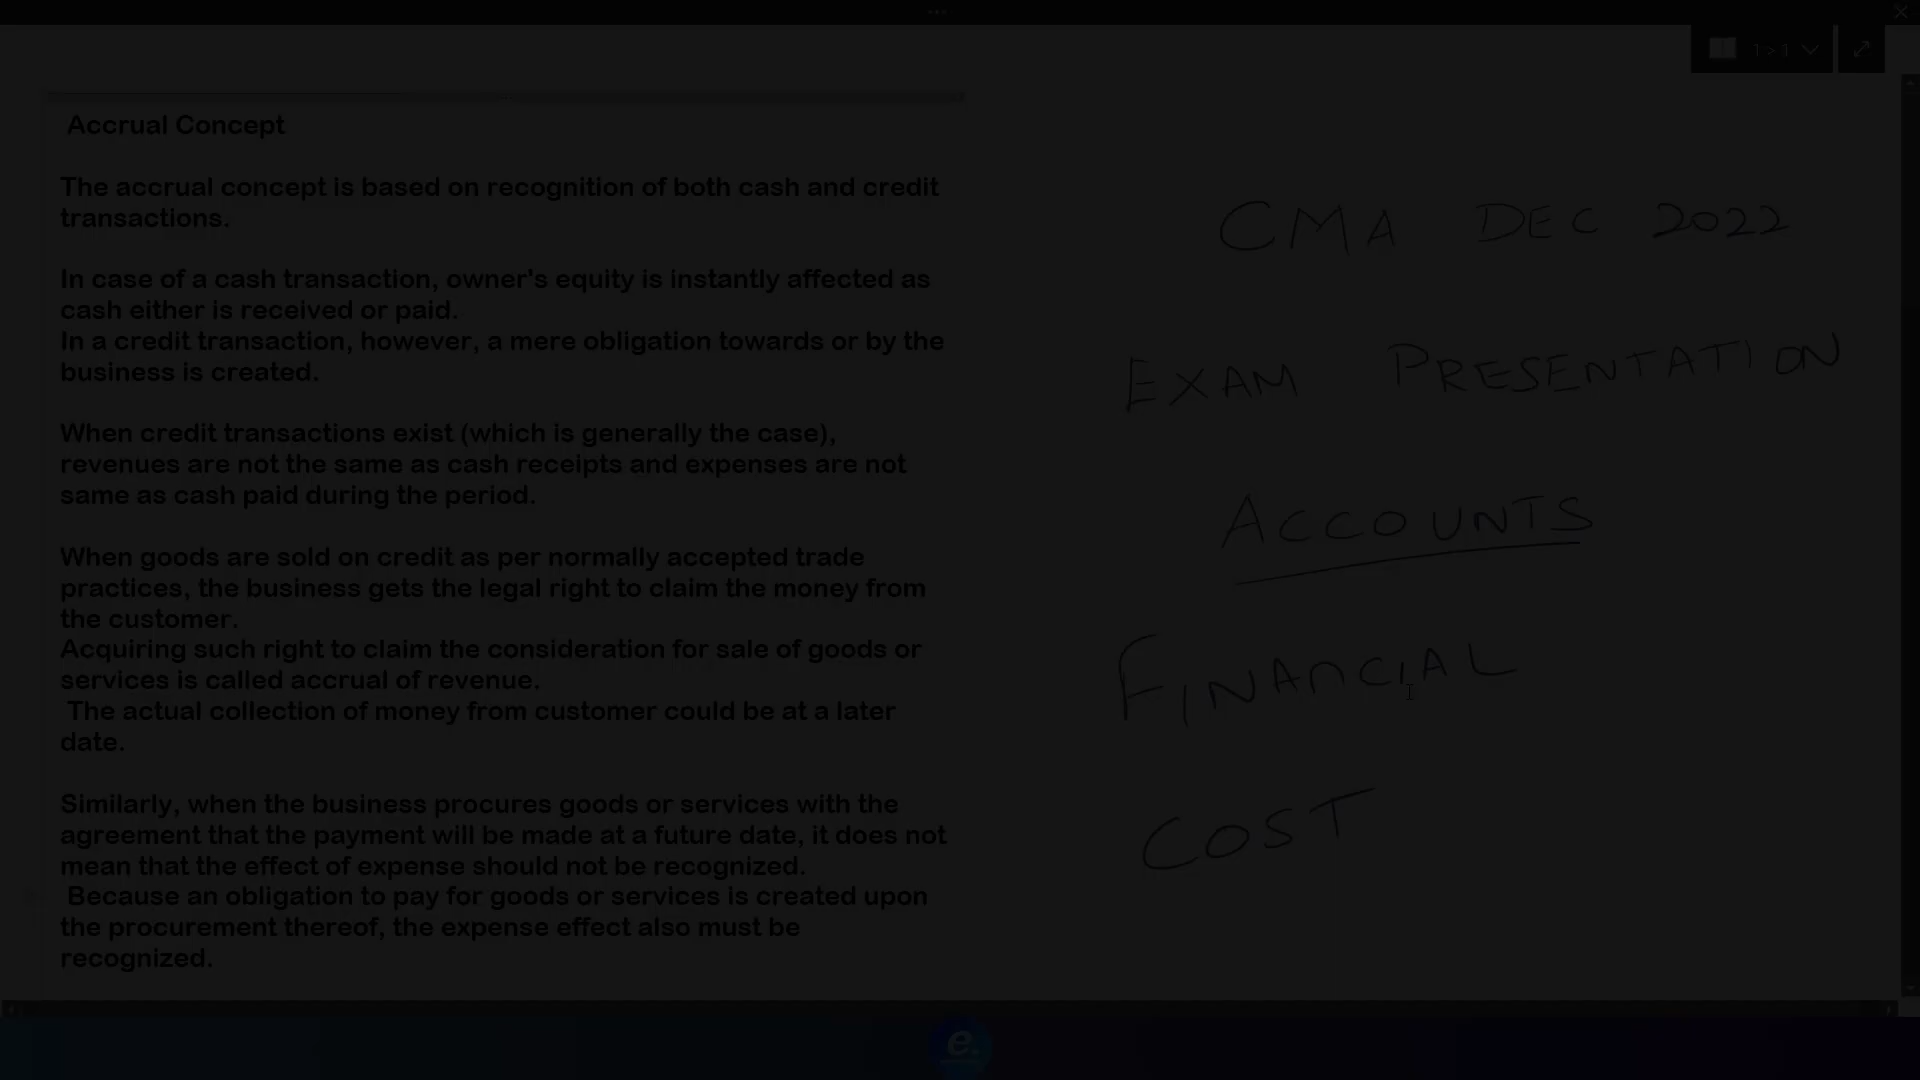 1 > 1
Accrual Concept
The accrual concept is based on recognition of both cash and credit
transactions.
In case of a cash transaction, owner's equity is instantly affected as
cash either is received or paid.
In a credit transaction, however, a mere obligation towards or by the
business is created.
When credit transactions exist (which is generally the case),
revenues are not the same as cash receipts and expenses are not
same as cash paid during the period.
When goods are sold on credit as per normally accepted trade
practices, the business gets the legal right to claim the money from
the customer.
Acquiring such right to claim the consideration for sale of goods or
services is called accrual of revenue.
The actual collection of money from customer could be at a later
date.
Similarly, when the business procures goods or services with the
agreement that the payment will be made at a future date, it does not
mean that the effect of expense should not be recognized.
Because an obligation to pay for goods or services is created upon
the procurement thereof, the expense effect also must be
recognized.
CMA DEC 2022
EXAM PRESENTATION
ACCOUNTS
FINANCIAL
COST
e.